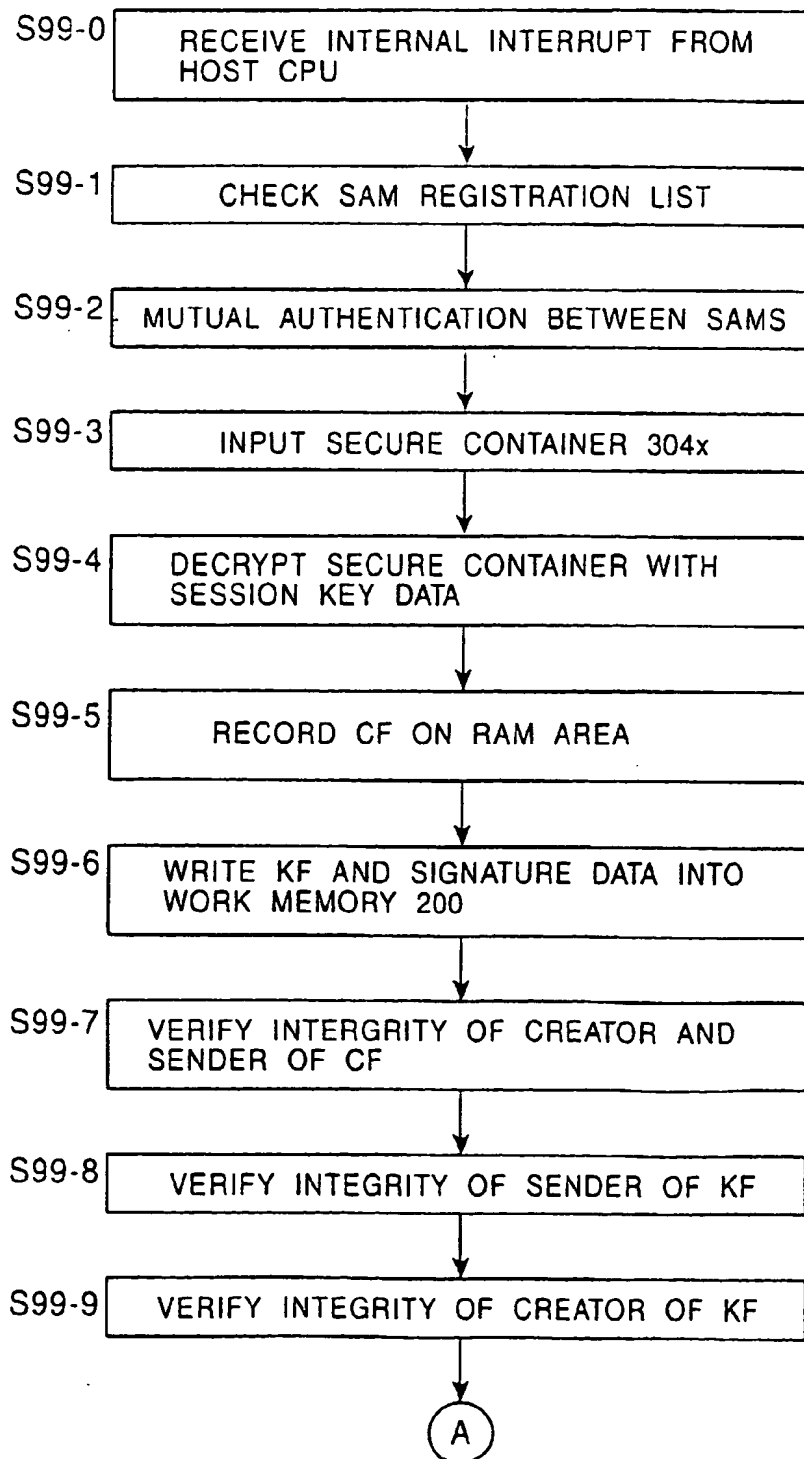 S99-0
RECEIVE INTERNAL INTERRUPT FROM
HOST CPU
S99-1
CHECK SAM REGISTRATION LIST
S99-2
MUTUAL AUTHENTICATION BETWEEN SAMS
S99-3
INPUT SECURE CONTAINER 304x
S99-4
DECRYPT SECURE CONTAINER WITH
SESSION KEY DATA
S99-5
RECORD CF ON RAM AREA
S99-6
WRITE KF AND SIGNATURE DATA INTO
WORK MEMORY 200
S99-7
VERIFY INTERGRITY OF CREATOR AND
SENDER OF CF
S99-8
VERIFY INTEGRITY OF SENDER OF KF
S99-9
VERIFY INTEGRITY OF CREATOR OF KF
A